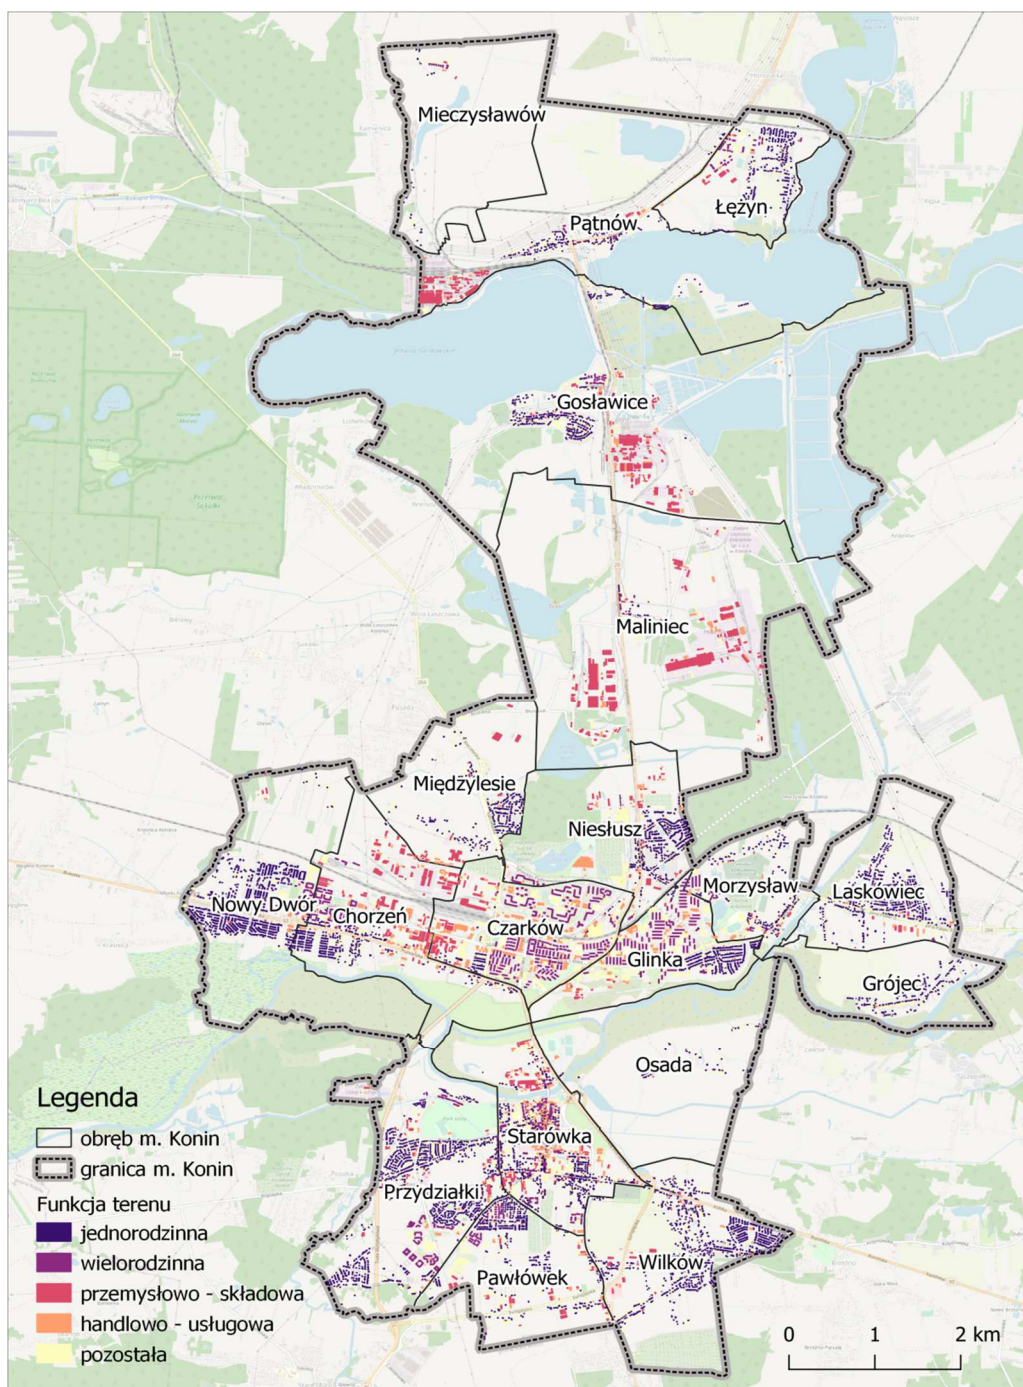 Mieczysławów
Łężyn
Pątnów
Gosławice
Maliniec
Międzylesie
Niesłusz
Morzysław
Laskowiec
Nowy Dwór
Chorzeń
Czarków
Glinka
Grójec
Osada
Starówka
Przydziałki
Wilków
Pawłówek
Legenda
obręb m. Konin
granica m. Konin
Funkcja terenu
jednorodzinna
wielorodzinna
przemysłowo - składowa
handlowo - usługowa
pozostała
0 1 2 km